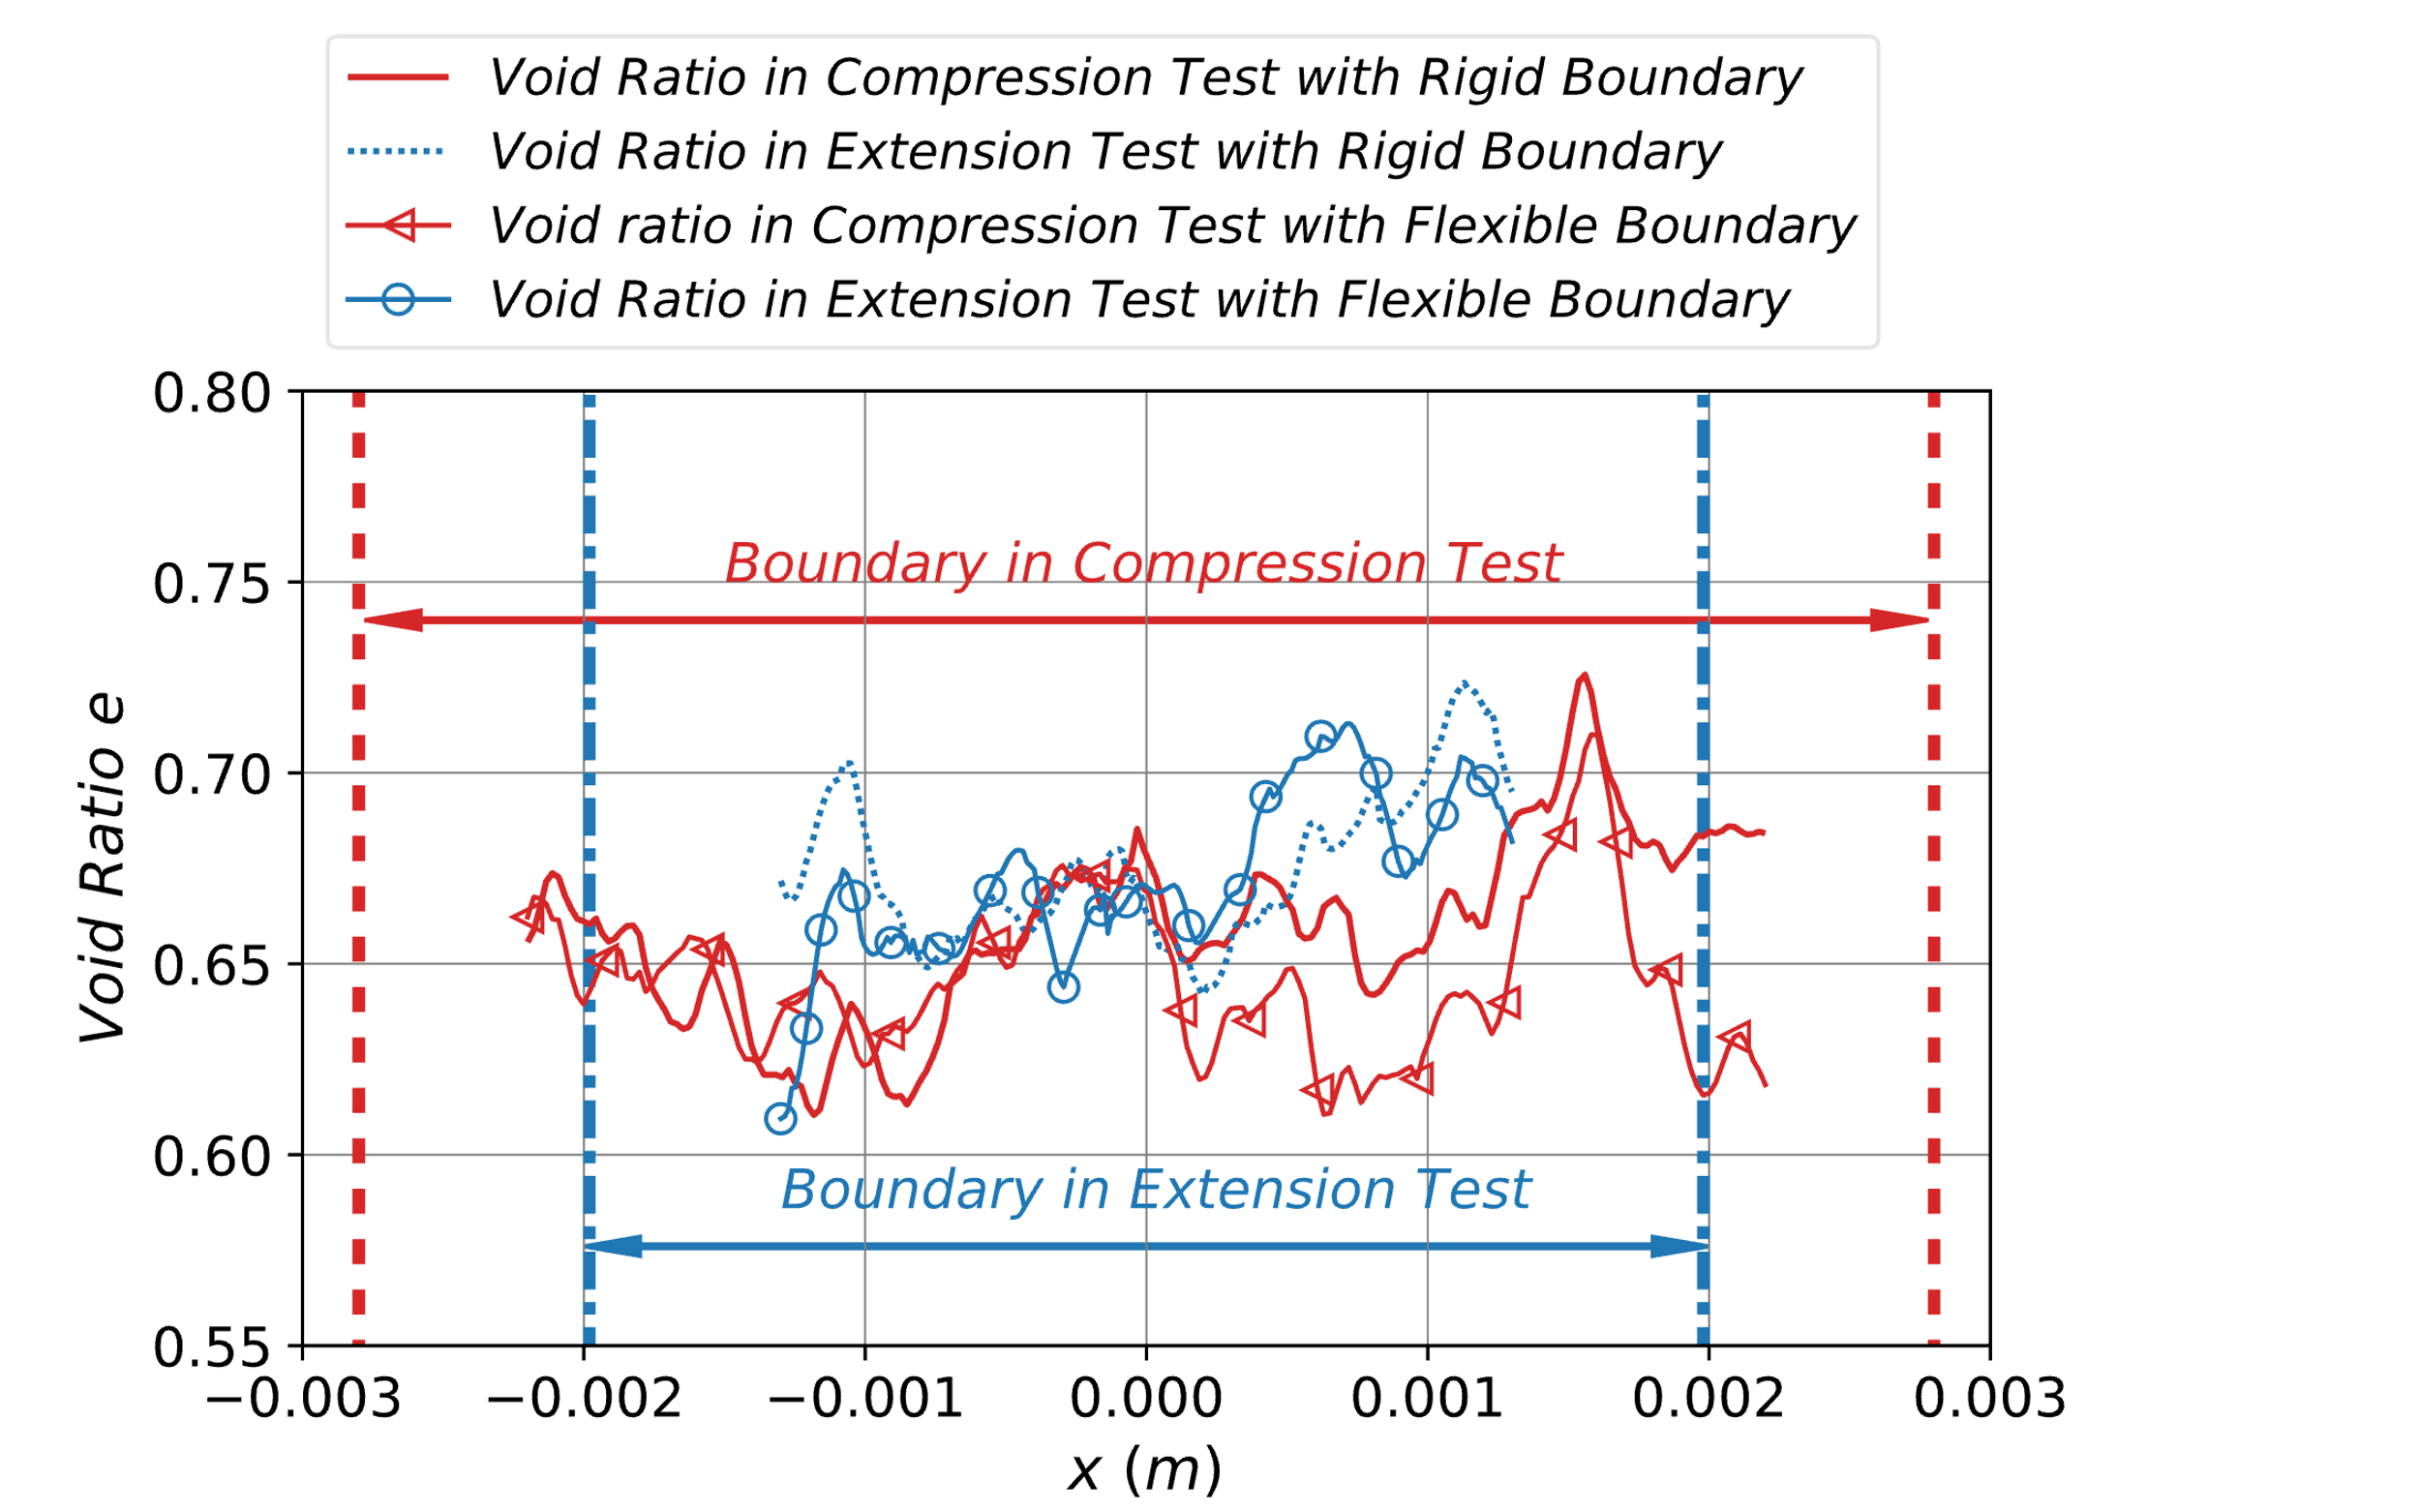 Void Ratio in Compression Test with Rigid Boundary
Void Ratio in Extension Test with Rigid Boundary
Void ratio in Compression Test with Flexible Boundary
Void Ratio in Extension Test with Flexible Boundary
0.80
0.75
0.70
0.65
0.60
0.55
Void Ratio e
Boundary in Compression Test
Boundary in Extension Test
−0.003 −0.002 −0.001 0.000 0.001 0.002 0.003
x (m)